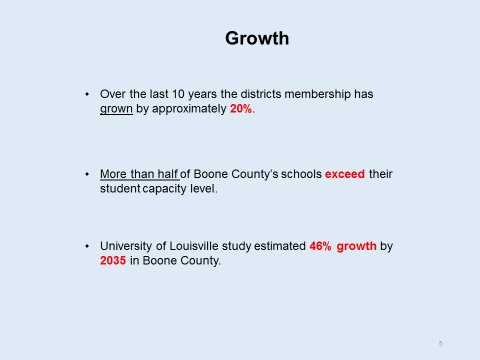 Growth
• Over the last 10 years the districts membership has
grown by approximately 20%.
• More than half of Boone County's schools exceed their
student capacity level.
• University of Louisville study estimated 46% growth by
2035 in Boone County.